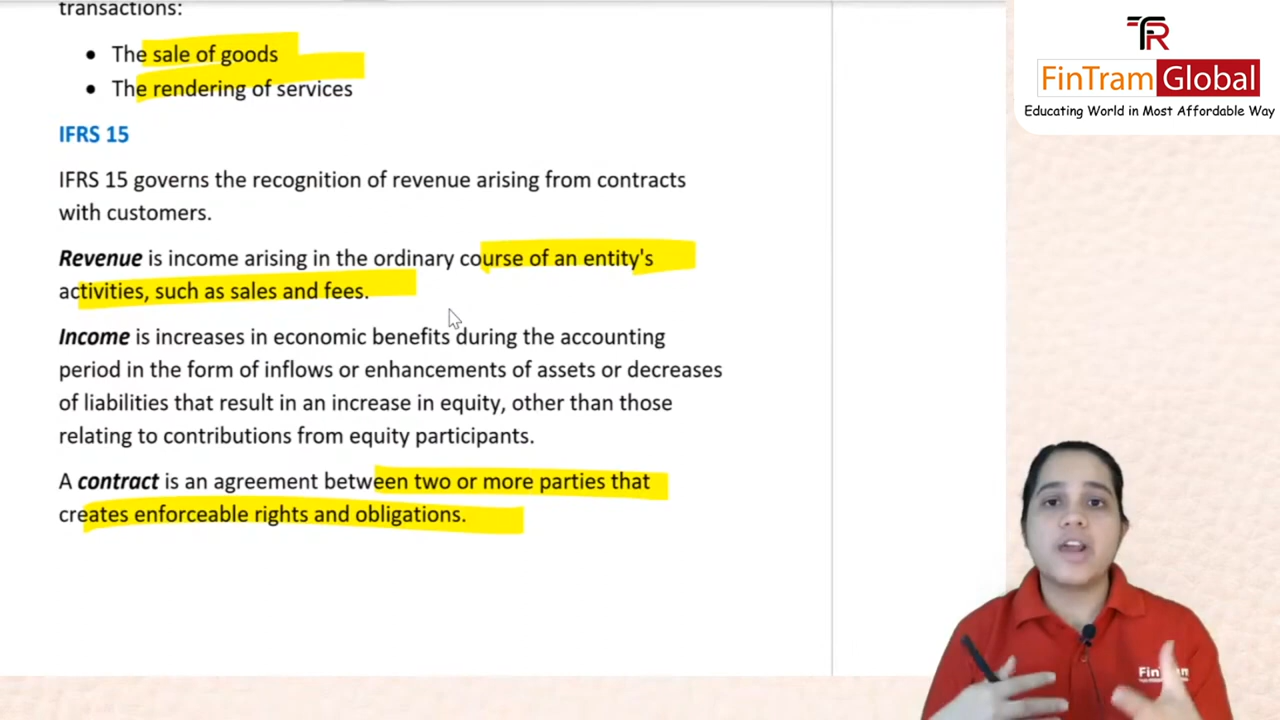 transactions:
• The sale of goods
• The rendering of services
IFRS 15
IFRS 15 governs the recognition of revenue arising from contracts
with customers.
Revenue is income arising in the ordinary course of an entity's
activities, such as sales and fees.
Income is increases in economic benefits during the accounting
period in the form of inflows or enhancements of assets or decreases
of liabilities that result in an increase in equity, other than those
relating to contributions from equity participants.
A contract is an agreement between two or more parties that
creates enforceable rights and obligations.
TR
FinTram Global
Educating World in Most Affordable Way
FinTram